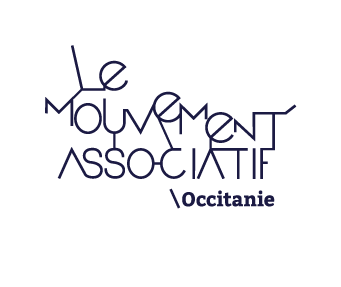 Le
Mouvement
Associatif
\Occitanie